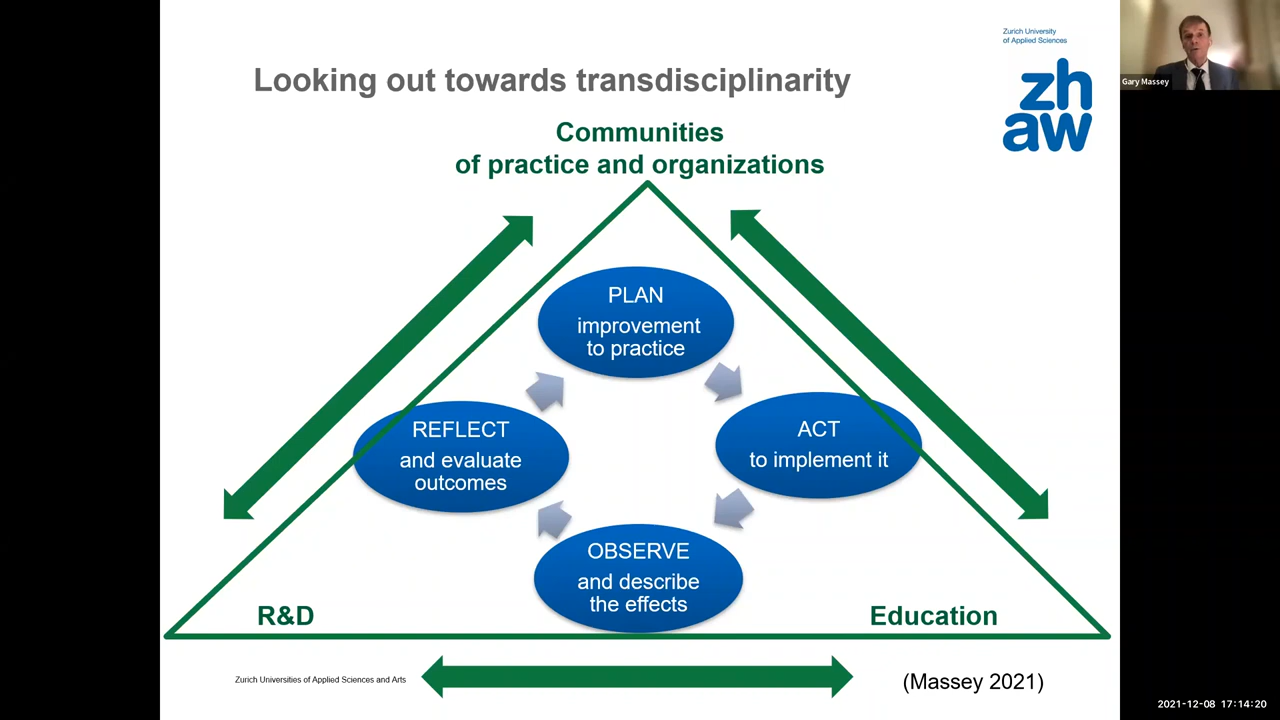 Zurich University
of Applied Sciences
zh
aw
Gary Massey
Looking out towards transdisciplinarity
Communities
of practice and organizations
PLAN
improvement
to practice
REFLECT
and evaluate
outcomes
ACT
to implement it
OBSERVE
and describe
the effects
R&D
Education
Zurich Universities of Applied Sciences and Arts
(Massey 2021)
2021-12-08 17:14:20